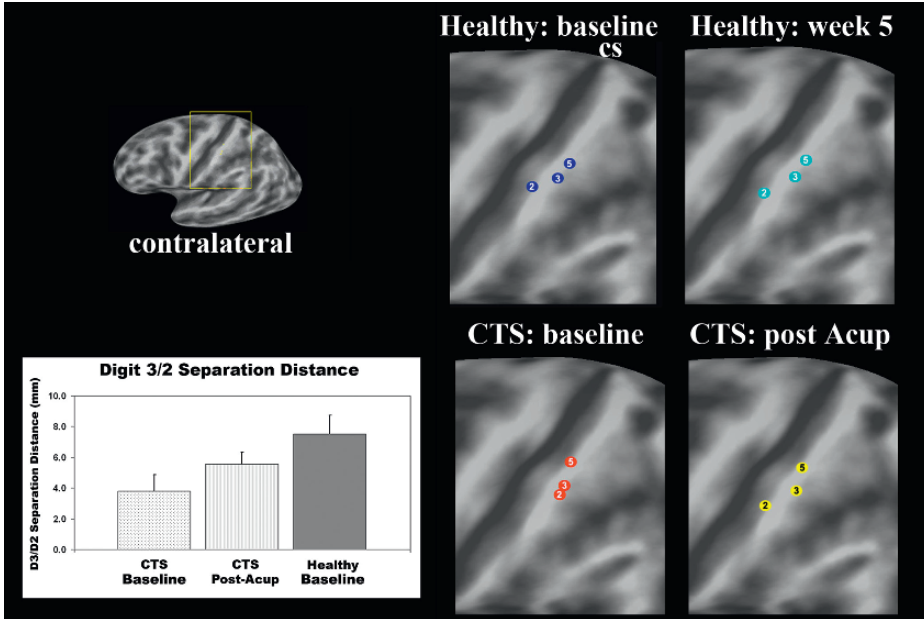 Healthy: baseline
cs
Healthy: week 5
5
3
2
5
3
2
contralateral
CTS: baseline
CTS: post Acup
5
3
2
5
3
2
Digit 3/2 Separation Distance
D3/D2 Separation Distance (mm)
10.0
8.0
6.0
4.0
2.0
0.0
CTS
Baseline
CTS
Post-Acup
Healthy
Baseline